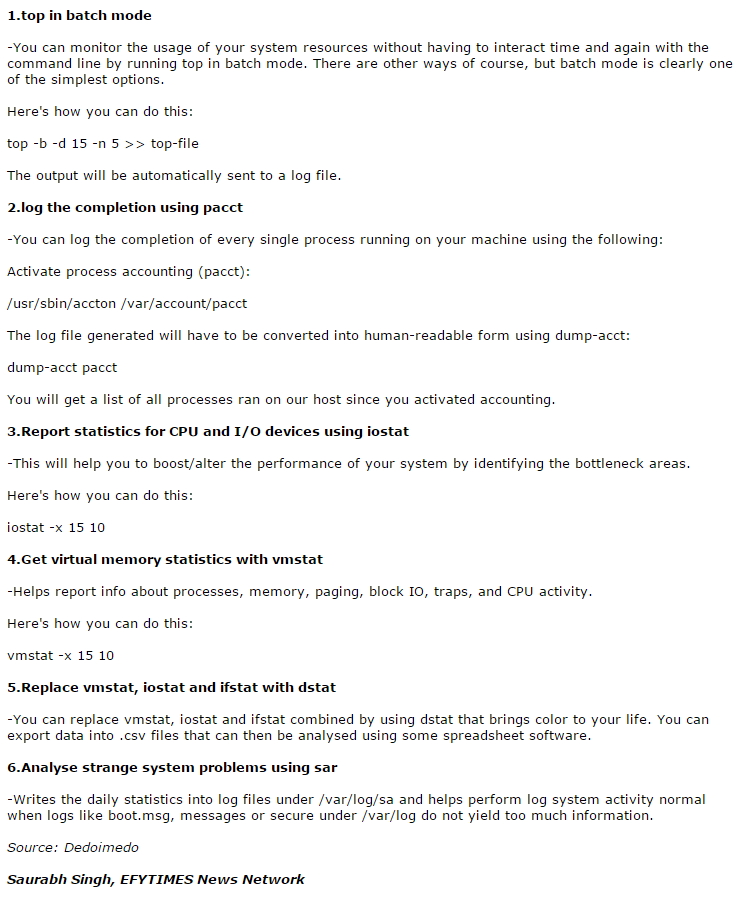 1.top in batch mode
-You can monitor the usage of your system resources without having to interact time and again with the
command line by running top in batch mode. There are other ways of course, but batch mode is clearly one
of the simplest options.
Here's how you can do this:
top -b -d 15 -n 5 >> top-file
The output will be automatically sent to a log file.
2.log the completion using pacct
-You can log the completion of every single process running on your machine using the following:
Activate process accounting (pacct):
/usr/sbin/accton /var/account/pacct
The log file generated will have to be converted into human-readable form using dump-acct:
dump-acct pacct
You will get a list of all processes ran on our host since you activated accounting.
3.Report statistics for CPU and I/O devices using iostat
-This will help you to boost/alter the performance of your system by identifying the bottleneck areas.
Here's how you can do this:
iostat -x 15 10
4.Get virtual memory statistics with vmstat
-Helps report info about processes, memory, paging, block IO, traps, and CPU activity.
Here's how you can do this:
vmstat -x 15 10
5.Replace vmstat, iostat and ifstat with dstat
-You can replace vmstat, iostat and ifstat combined by using dstat that brings color to your life. You can
export data into .csv files that can then be analysed using some spreadsheet software.
6.Analyse strange system problems using sar
-Writes the daily statistics into log files under /var/log/sa and helps perform log system activity normal
when logs like boot.msg, messages or secure under /var/log do not yield too much information.
Source: Dedoimedo
Saurabh Singh, EFYTIMES News Network